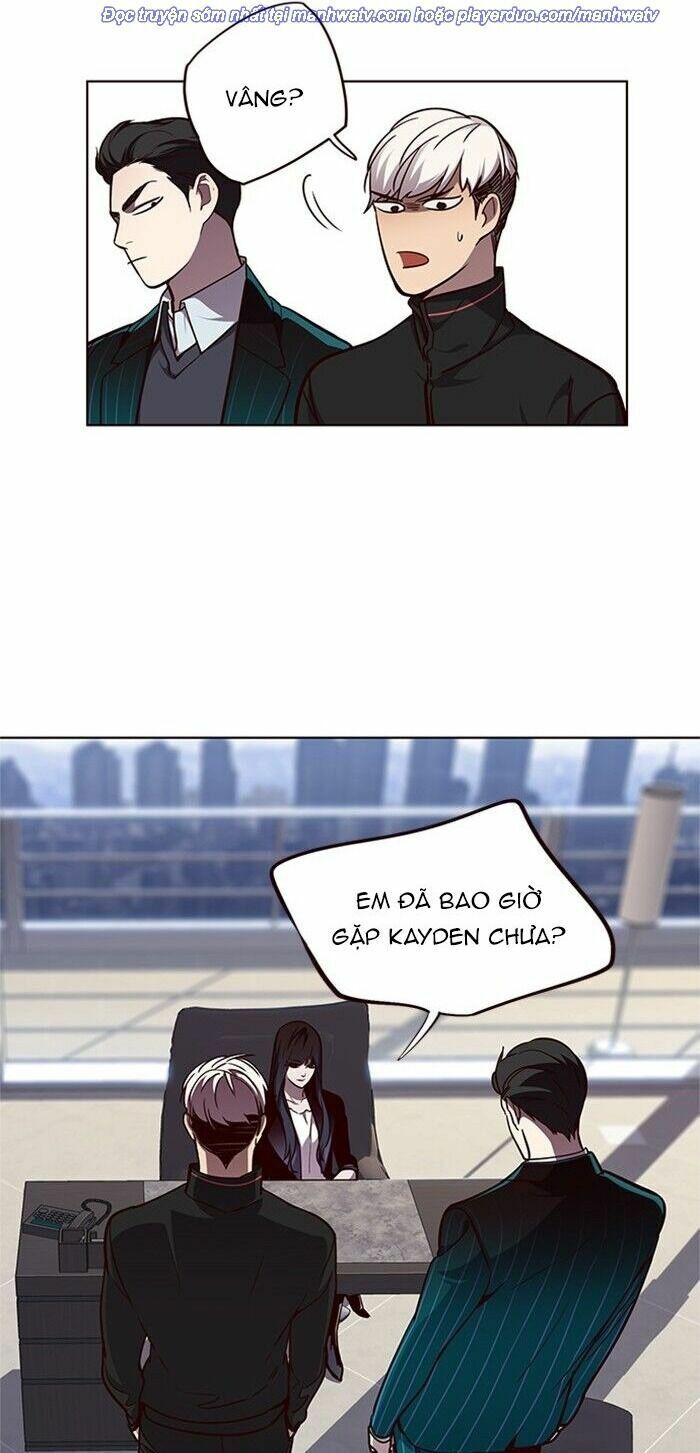 Đọc truyện sớm nhất tại manhwatv.com hoặc playerduo.com/manhwatv
VÂNG?
EM ĐÃ BAO GIỜ
GẶP KAYDEN CHƯA?